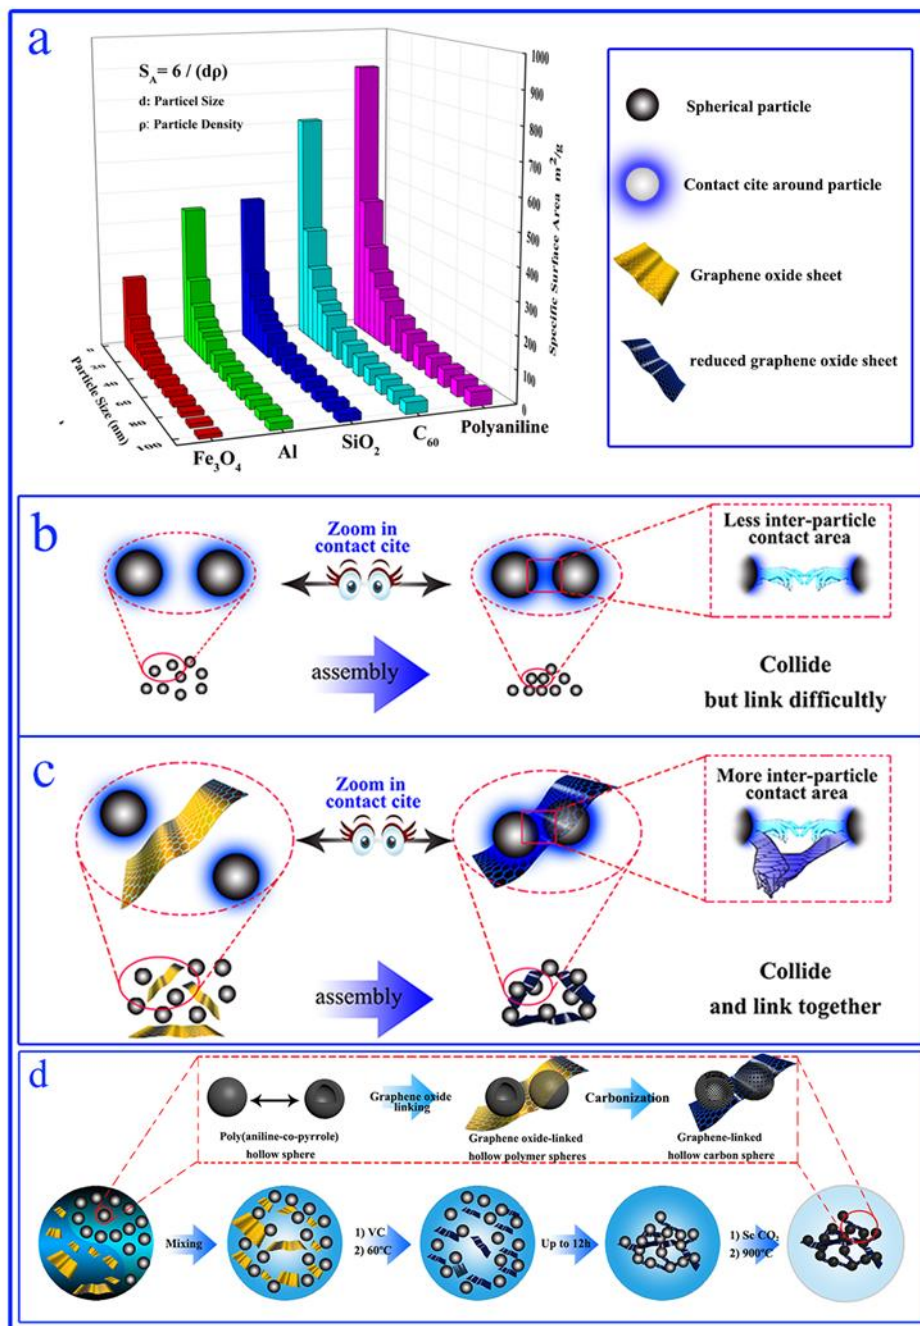 a
S_A= 6 / (dρ)
d: Particel Size
ρ: Particle Density
1000
900
800
700
600
500
400
300
200
100
0
Specific Surface Area m²/g
20
40
60
80
100
Particle Size (nm)
Fe₃O₄
Al
SiO₂
C₆₀
Polyaniline
Spherical particle
Contact cite around particle
Graphene oxide sheet
reduced graphene oxide sheet
b
Zoom in
contact cite
assembly
Less inter-particle
contact area
Collide
but link difficultly
c
Zoom in
contact cite
assembly
More inter-particle
contact area
Collide
and link together
d
Poly(aniline-co-pyrrole)
hollow sphere
Graphene oxide
linking
Graphene oxide-linked
hollow polymer spheres
Carbonization
Graphene-linked
hollow carbon sphere
Mixing
1) VC
2) 60°C
Up to 12h
1) Sc CO₂
2) 900°C